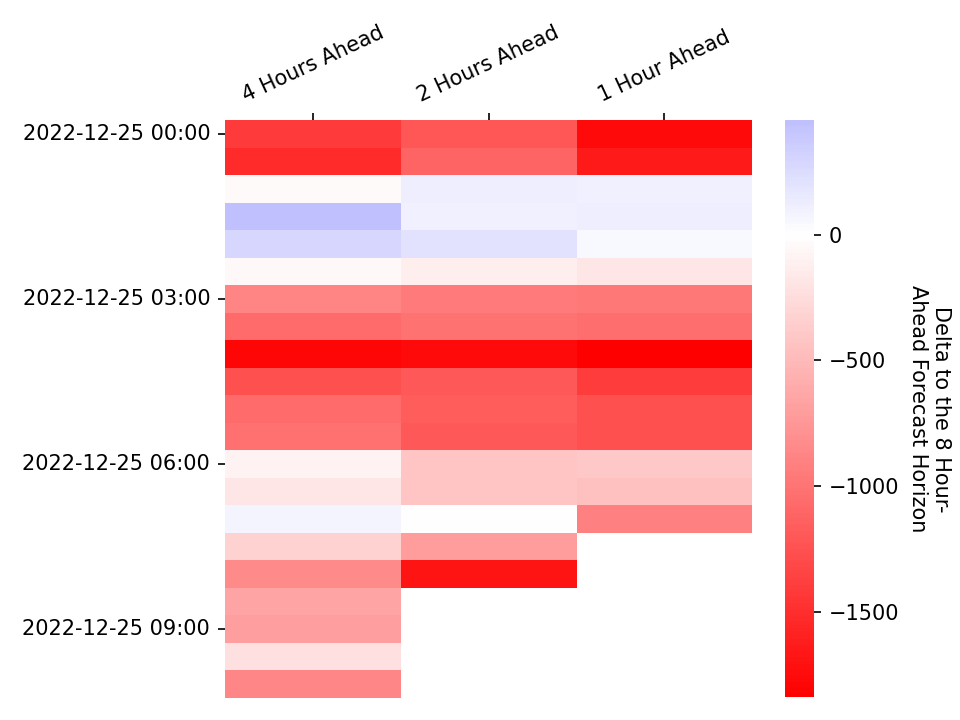 4 Hours Ahead
2 Hours Ahead
1 Hour Ahead
2022-12-25 00:00
2022-12-25 03:00
2022-12-25 06:00
2022-12-25 09:00
0
−500
−1000
−1500
Delta to the 8 Hour-
Ahead Forecast Horizon